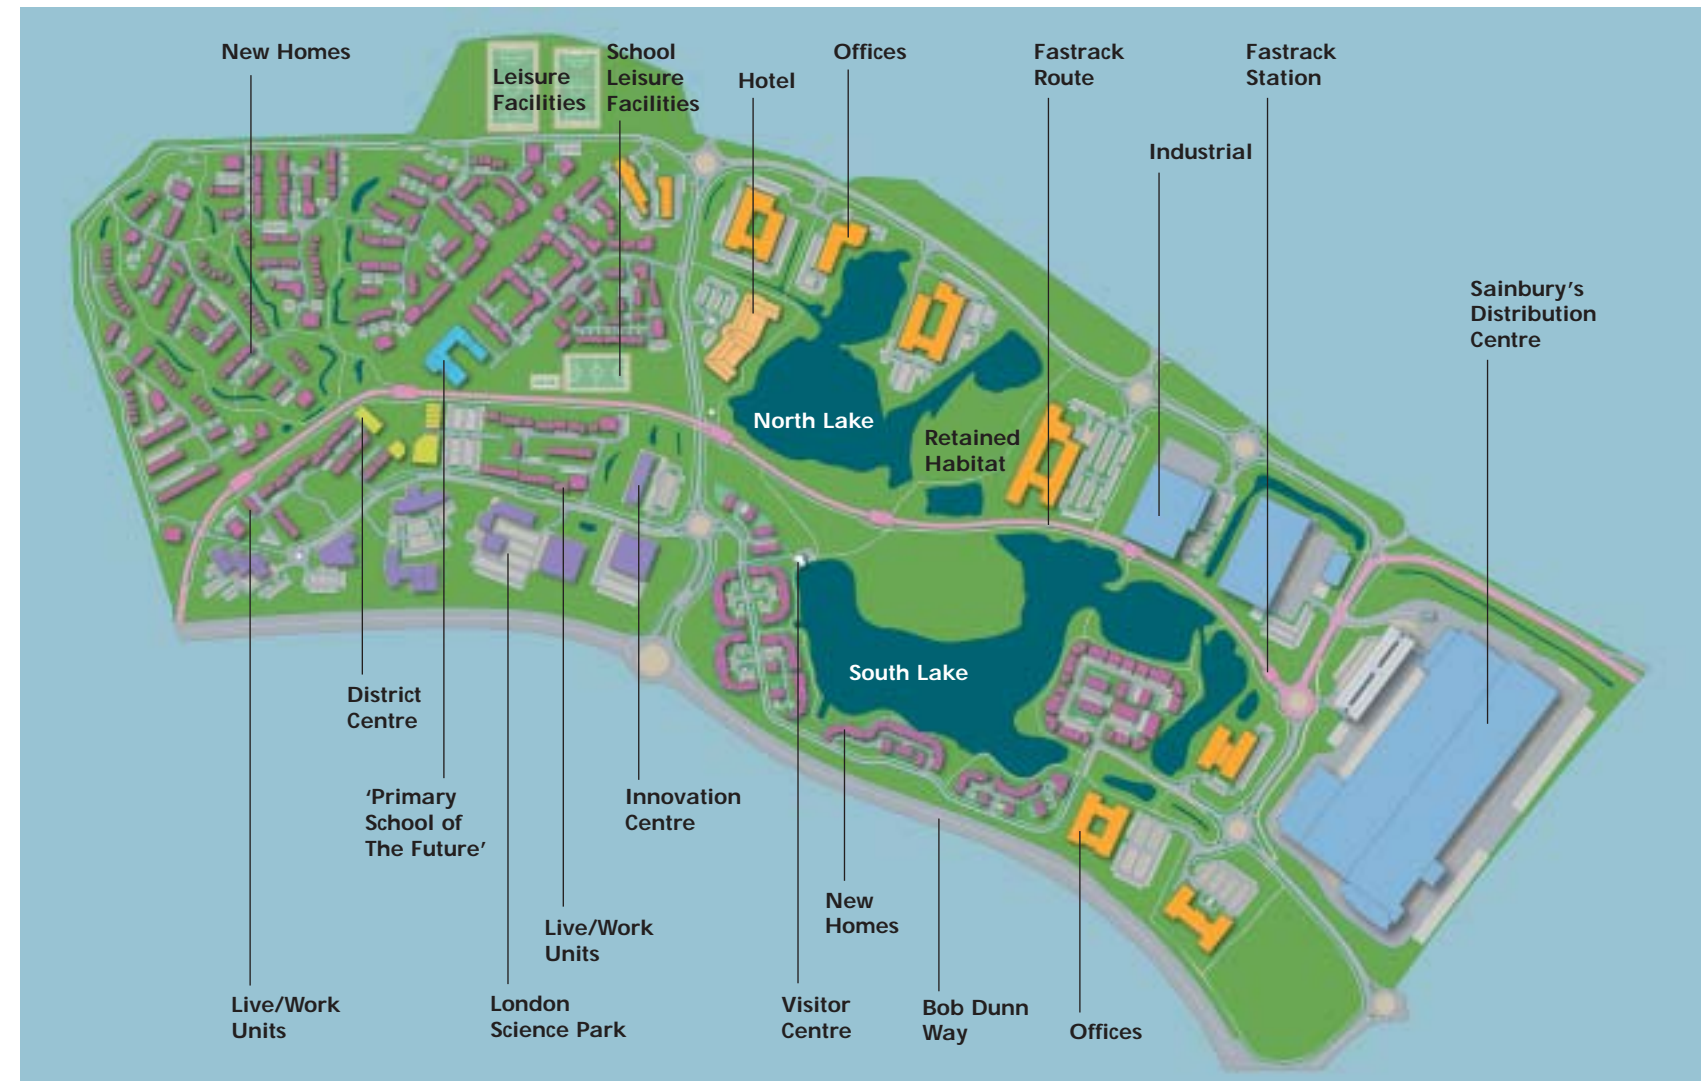 New Homes
Leisure
Facilities
School
Leisure
Facilities
Hotel
Offices
Fastrack
Route
Fastrack
Station
Industrial
Sainbury's
Distribution
Centre
North Lake
Retained
Habitat
South Lake
District
Centre
‘Primary
School of
The Future’
Innovation
Centre
New
Homes
Live/Work
Units
Live/Work
Units
London
Science Park
Visitor
Centre
Bob Dunn
Way
Offices